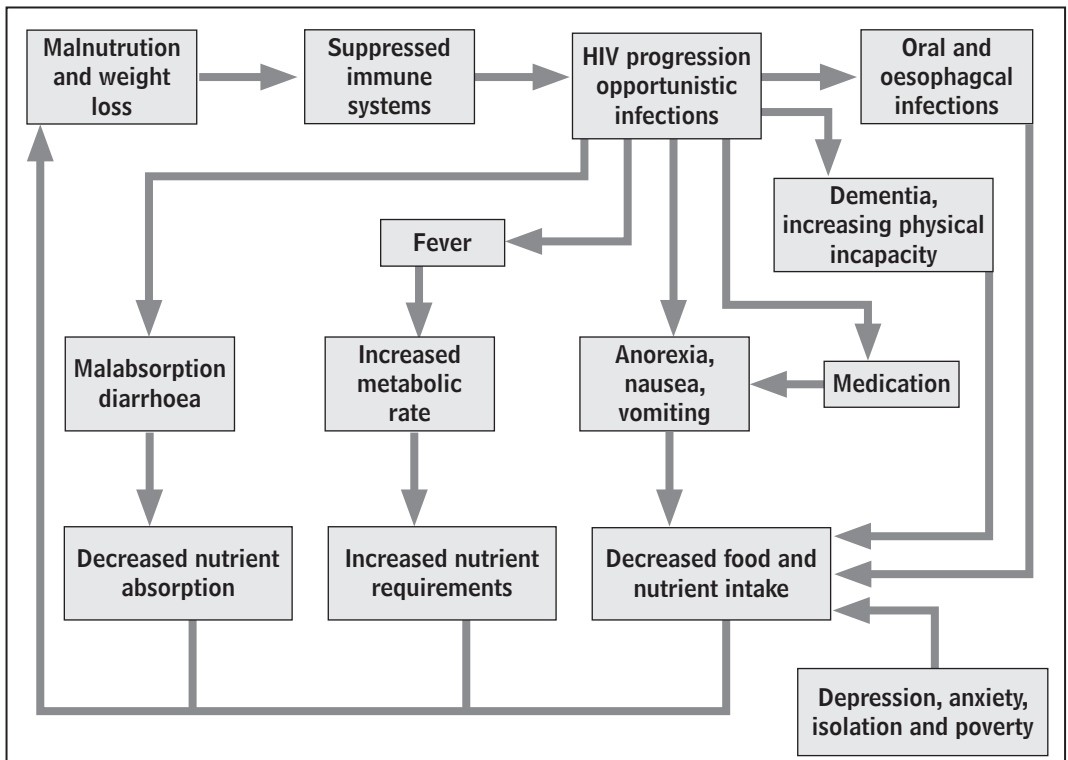 Malnutrution
and weight
loss
Suppressed
immune
systems
HIV progression
opportunistic
infections
Oral and
oesophagcal
infections
Dementia,
increasing physical
incapacity
Fever
Malabsorption
diarrhoea
Increased
metabolic
rate
Anorexia,
nausea,
vomiting
Medication
Decreased nutrient
absorption
Increased nutrient
requirements
Decreased food and
nutrient intake
Depression, anxiety,
isolation and poverty